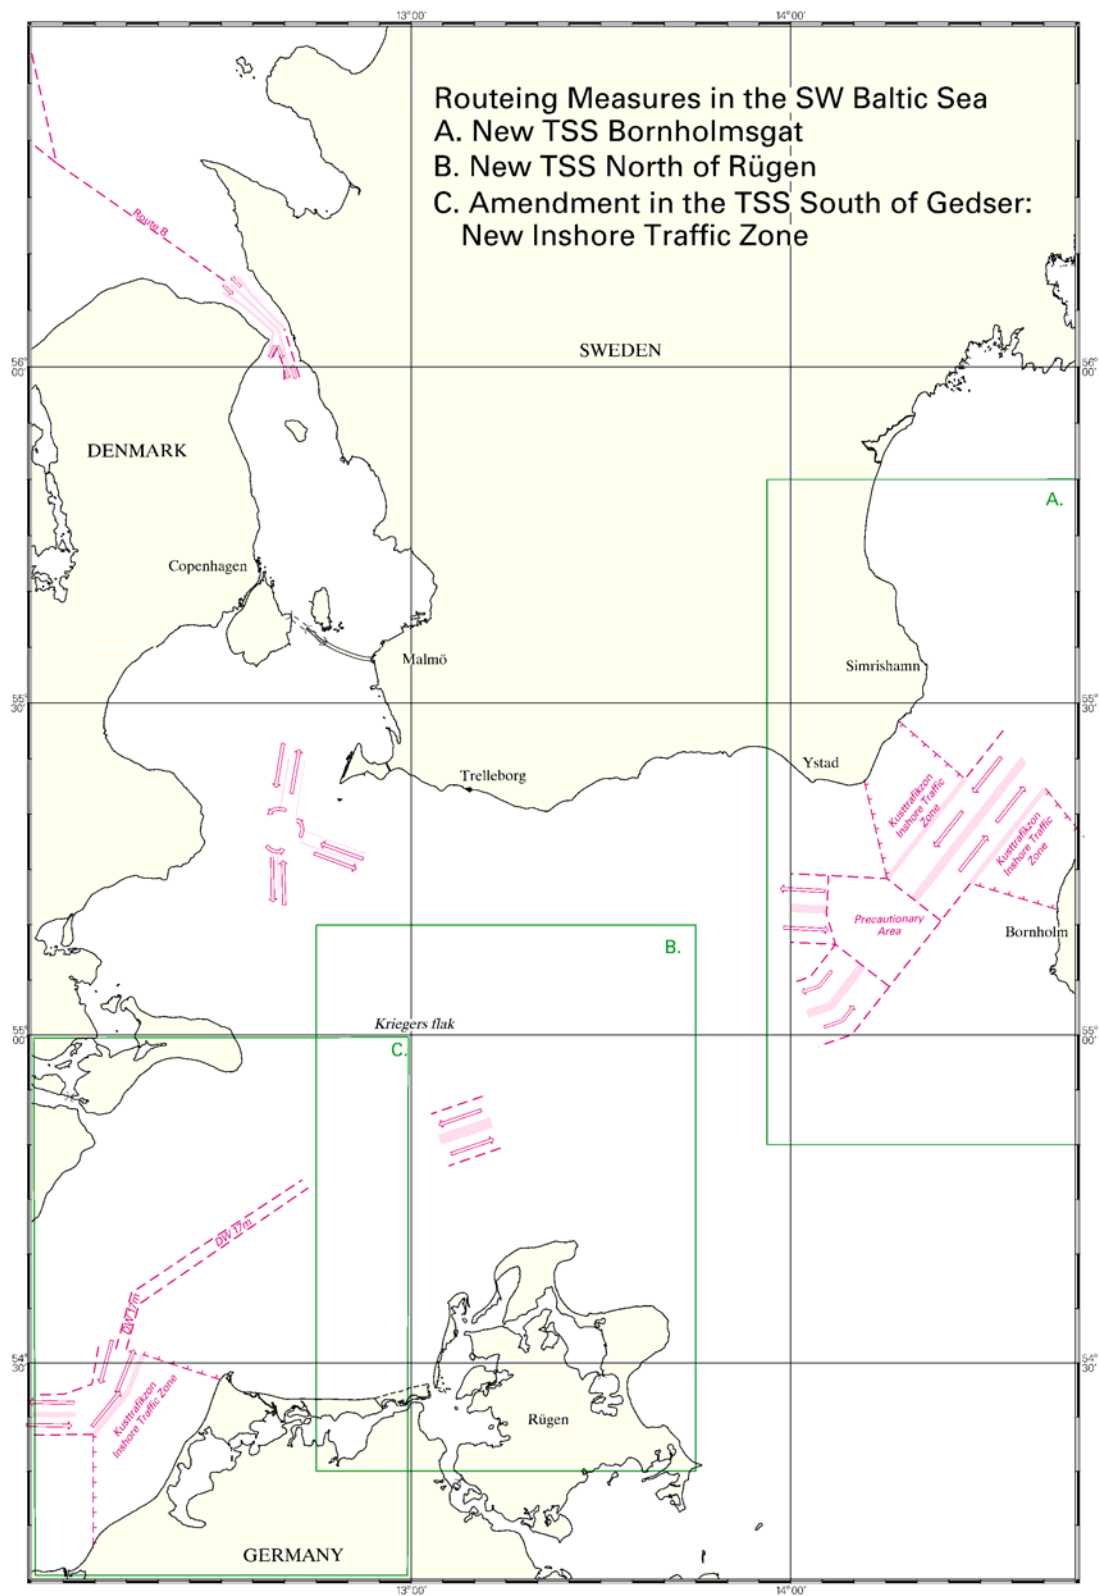 13°00'
14°00'
Routeing Measures in the SW Baltic Sea
A. New TSS Bornholmsgat
B. New TSS North of Rügen
C. Amendment in the TSS South of Gedser:
New Inshore Traffic Zone
Route B
SWEDEN
56°
00'
56°
00'
DENMARK
A.
Copenhagen
Malmö
Simrishamn
55°
30'
55°
30'
Ystad
Trelleborg
Kusttrafikzon
Inshore Traffic
Zone
Kusttrafikzon
Inshore Traffic
Zone
Precautionary
Area
Bornholm
B.
Kriegers flak
55°
00'
55°
00'
C.
DW 17m
DW 17m
54°
30'
54°
30'
Kusttrafikzon
Inshore Traffic Zone
Rügen
GERMANY
13°00'
14°00'